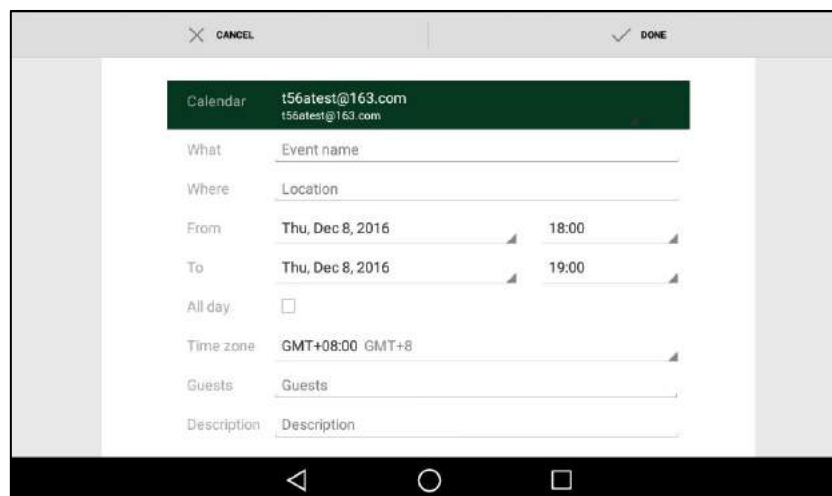 CANCEL DONE
Calendar t56atest@163.com
t56atest@163.com
What Event name
Where Location
From Thu, Dec 8, 2016 18:00
To Thu, Dec 8, 2016 19:00
All day
Time zone GMT+08:00 GMT+8
Guests Guests
Description Description